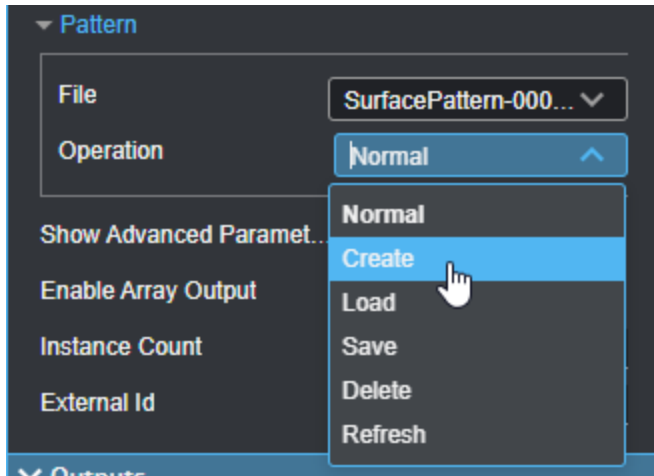 Pattern
File SurfacePattern-000...
Operation Normal
Normal
Show Advanced Paramet...
Create
Enable Array Output
Load
Instance Count
Save
Delete
External Id
Refresh
Outputs